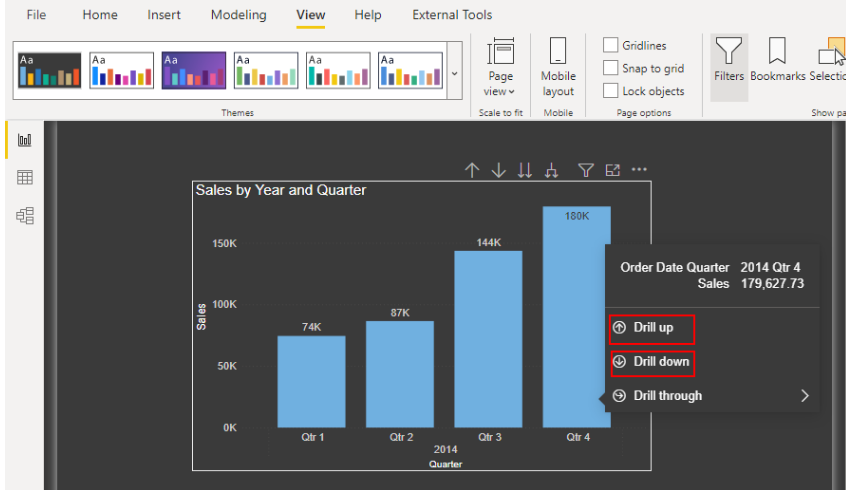 File Home Insert Modeling View Help External Tools
Aa Aa Aa Aa Aa Aa
Page view
Mobile layout
Gridlines
Snap to grid
Lock objects
Filters Bookmarks Selectio
Themes Scale to fit Mobile Page options Show pa
Sales by Year and Quarter
180K
150K
144K
100K
87K
74K
50K
0K
Sales
Qtr 1 Qtr 2 Qtr 3 Qtr 4
2014
Quarter
Order Date Quarter 2014 Qtr 4
Sales 179,627.73
Drill up
Drill down
Drill through